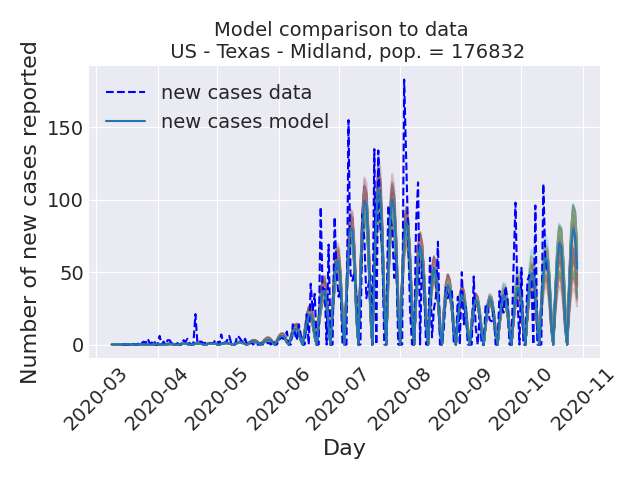 Model comparison to data
US - Texas - Midland, pop. = 176832
Number of new cases reported
new cases data
new cases model
150
100
50
0
2020-03
2020-04
2020-05
2020-06
2020-07
2020-08
2020-09
2020-10
2020-11
Day